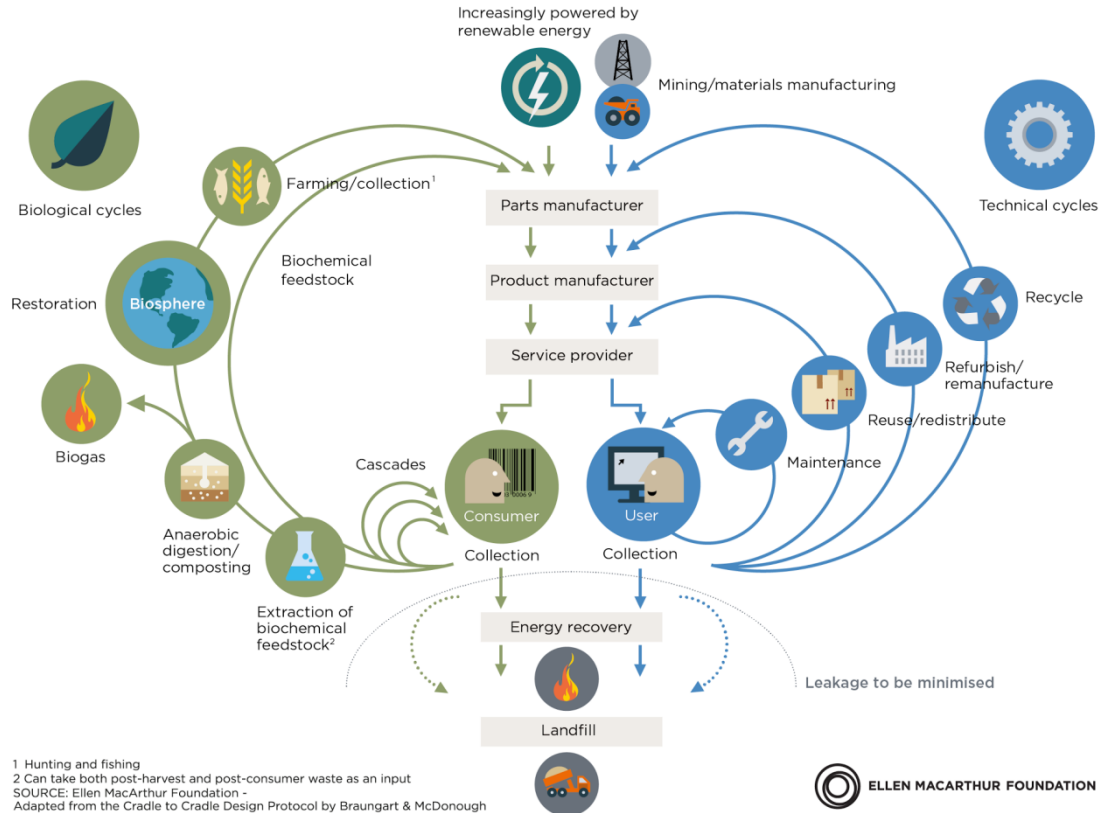 Increasingly powered by
renewable energy
Mining/materials manufacturing
Biological cycles
Farming/collection¹
Technical cycles
Parts manufacturer
Biochemical
feedstock
Product manufacturer
Restoration
Biosphere
Recycle
Service provider
Refurbish/
remanufacture
Reuse/redistribute
Biogas
Cascades
Maintenance
Consumer
User
Anaerobic
digestion/
composting
Collection
Collection
Extraction of
biochemical
feedstock²
Energy recovery
Leakage to be minimised
Landfill
1 Hunting and fishing
2 Can take both post-harvest and post-consumer waste as an input
SOURCE: Ellen MacArthur Foundation -
Adapted from the Cradle to Cradle Design Protocol by Braungart & McDonough
ELLEN MACARTHUR FOUNDATION